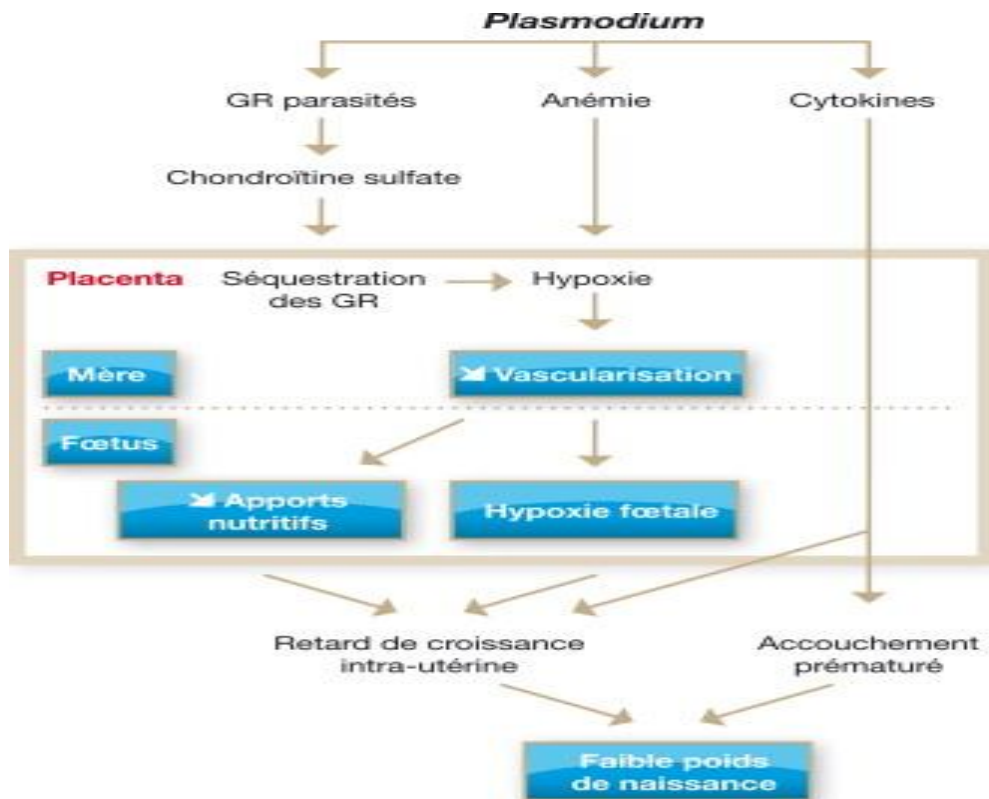 Plasmodium
GR parasités
Anémie
Cytokines
Chondroïtine sulfate
Placenta
Séquestration
des GR
Hypoxie
Mère
Vascularisation
Fœtus
Apports
nutritifs
Hypoxie fœtale
Retard de croissance
intra-utérine
Accouchement
prématuré
Faible poids
de naissance